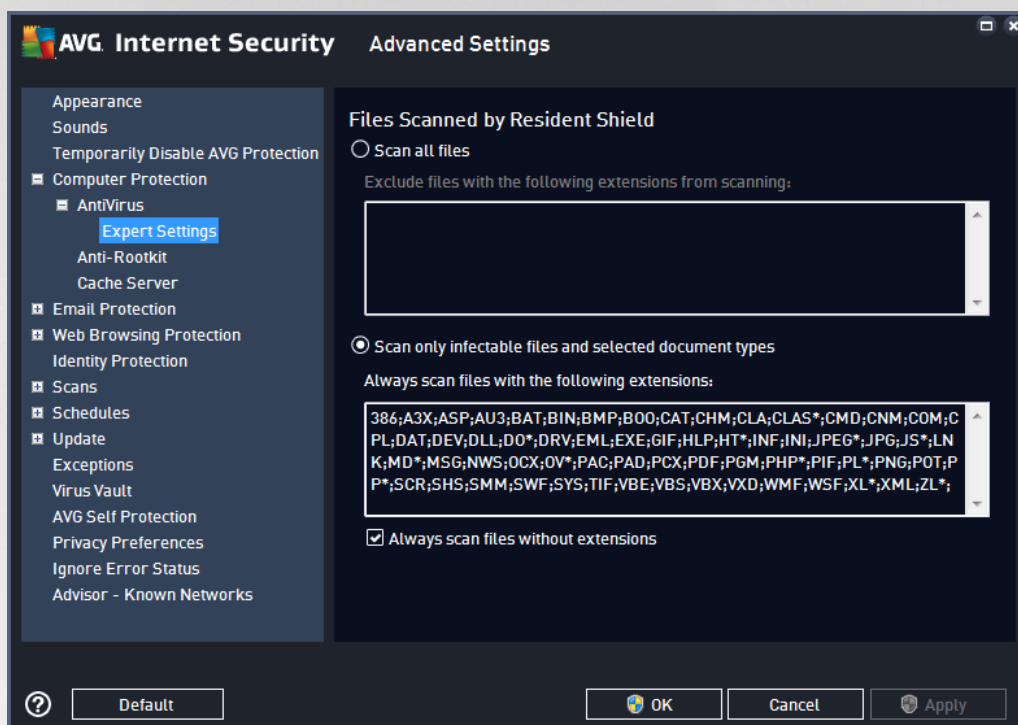 AVG. Internet Security Advanced Settings
Appearance
Sounds
Temporarily Disable AVG Protection
Computer Protection
AntiVirus
Expert Settings
Anti-Rootkit
Cache Server
Email Protection
Web Browsing Protection
Identity Protection
Scans
Schedules
Update
Exceptions
Virus Vault
AVG Self Protection
Privacy Preferences
Ignore Error Status
Advisor - Known Networks
Files Scanned by Resident Shield
Scan all files
Exclude files with the following extensions from scanning:
Scan only infectable files and selected document types
Always scan files with the following extensions:
386;A3X;ASP;AU3;BAT;BIN;BMP;BOO;CAT;CHM;CLA;CLAS*;CMD;CNM;COM;C
PL;DAT;DEV;DLL;DO*;DRV;EML;EXE;GIF;HLP;HT*;INF;INI;JPEG*;JPG;JS*;LN
K;MD*;MSG;NWS;OCX;OV*;PAC;PAD;PCX;PDF;PGM;PHP*;PIF;PL*;PNG;POT;P
P*;SCR;SHS;SMM;SWF;SYS;TIF;VBE;VBS;VBX;VXD;WMF;WSF;XL*;XML;ZL*;
Always scan files without extensions
? Default OK Cancel Apply